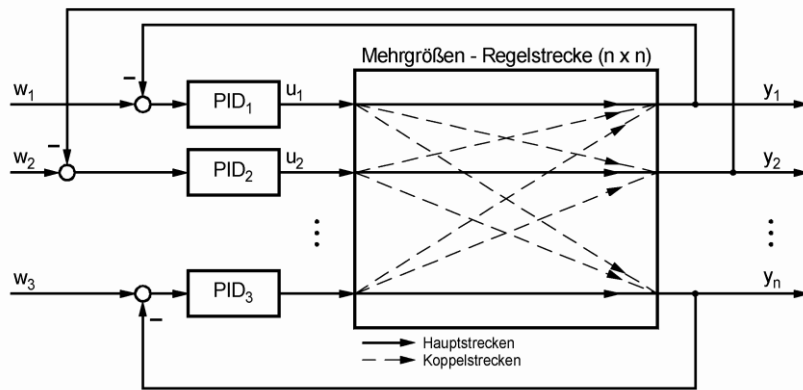 Mehrgrößen - Regelstrecke (n x n)
−
w₁ PID₁ u₁ y₁
−
w₂ PID₂ u₂ y₂
w₃ PID₃ yₙ
−
Hauptstrecken
Koppelstrecken